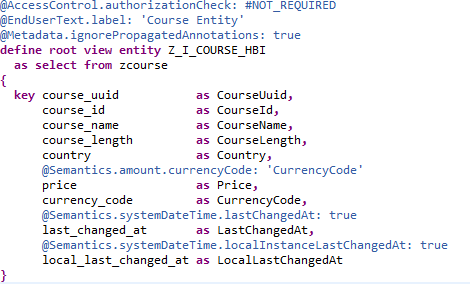 @AccessControl.authorizationCheck: #NOT_REQUIRED
@EndUserText.label: 'Course Entity'
@Metadata.ignorePropagatedAnnotations: true
define root view entity Z_I_COURSE_HBI
  as select from zcourse
{
  key course_uuid           as CourseUuid,
      course_id             as CourseId,
      course_name           as CourseName,
      course_length         as CourseLength,
      country               as Country,
      @Semantics.amount.currencyCode: 'CurrencyCode'
      price                 as Price,
      currency_code         as CurrencyCode,
      @Semantics.systemDateTime.lastChangedAt: true
      last_changed_at       as LastChangedAt,
      @Semantics.systemDateTime.localInstanceLastChangedAt: true
      local_last_changed_at as LocalLastChangedAt
}